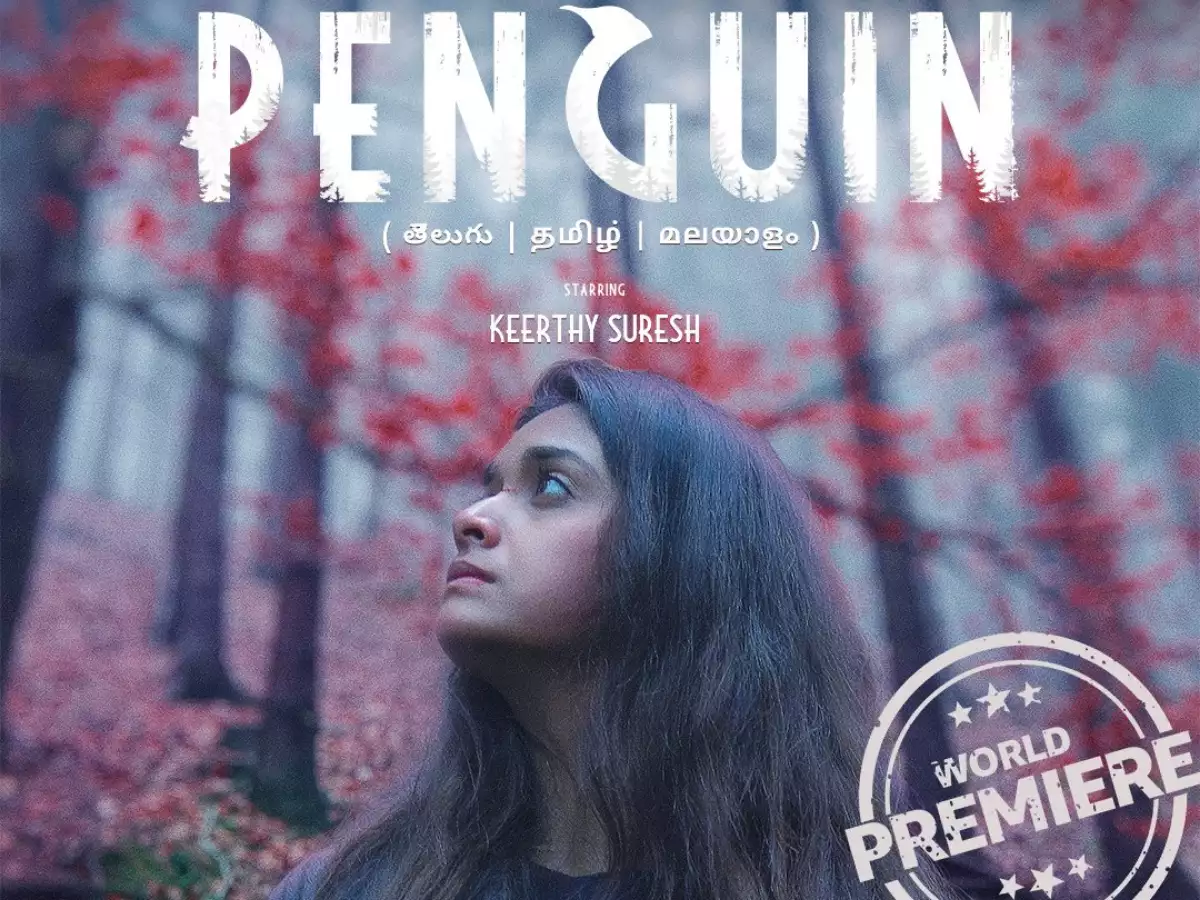 PENGUIN
( తెలుగు | தமிழ் | മലയാളം )
STARRING
KEERTHY SURESH
WORLD
PREMIERE